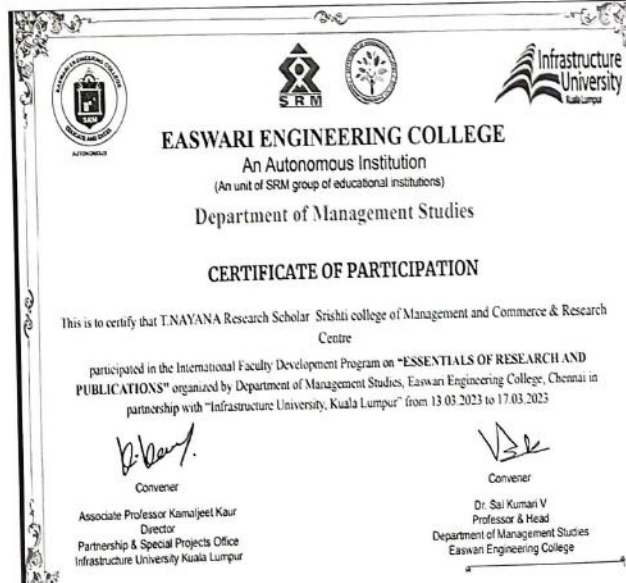 EASWARI ENGINEERING COLLEGE
SRM
AUTONOMOUS
SRM
Infrastructure
University
Kuala Lumpur
EASWARI ENGINEERING COLLEGE
An Autonomous Institution
(An unit of SRM group of educational institutions)
Department of Management Studies
CERTIFICATE OF PARTICIPATION
This is to certify that T.NAYANA Research Scholar Srishti college of Management and Commerce & Research
Centre
participated in the International Faculty Development Program on "ESSENTIALS OF RESEARCH AND
PUBLICATIONS" organized by Department of Management Studies, Easwari Engineering College, Chennai in
partnership with "Infrastructure University, Kuala Lumpur" from 13.03.2023 to 17.03.2023
Convener
Associate Professor Kamaljeet Kaur
Director
Partnership & Special Projects Office
Infrastructure University Kuala Lumpur
Convener
Dr. Sai Kumari V
Professor & Head
Department of Management Studies
Easwari Engineering College